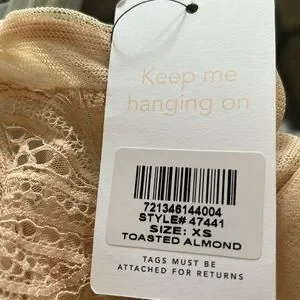 Keep me
hanging on
721346144004
STYLE# 47441
SIZE: XS
TOASTED ALMOND
TAGS MUST BE
ATTACHED FOR RETURNS